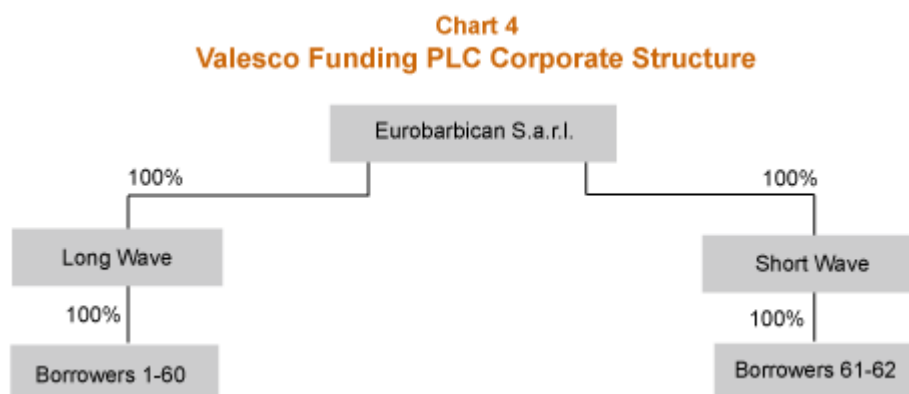 Chart 4
Valesco Funding PLC Corporate Structure
Eurobarbican S.a.r.l.
100%
100%
Long Wave
Short Wave
100%
100%
Borrowers 1-60
Borrowers 61-62